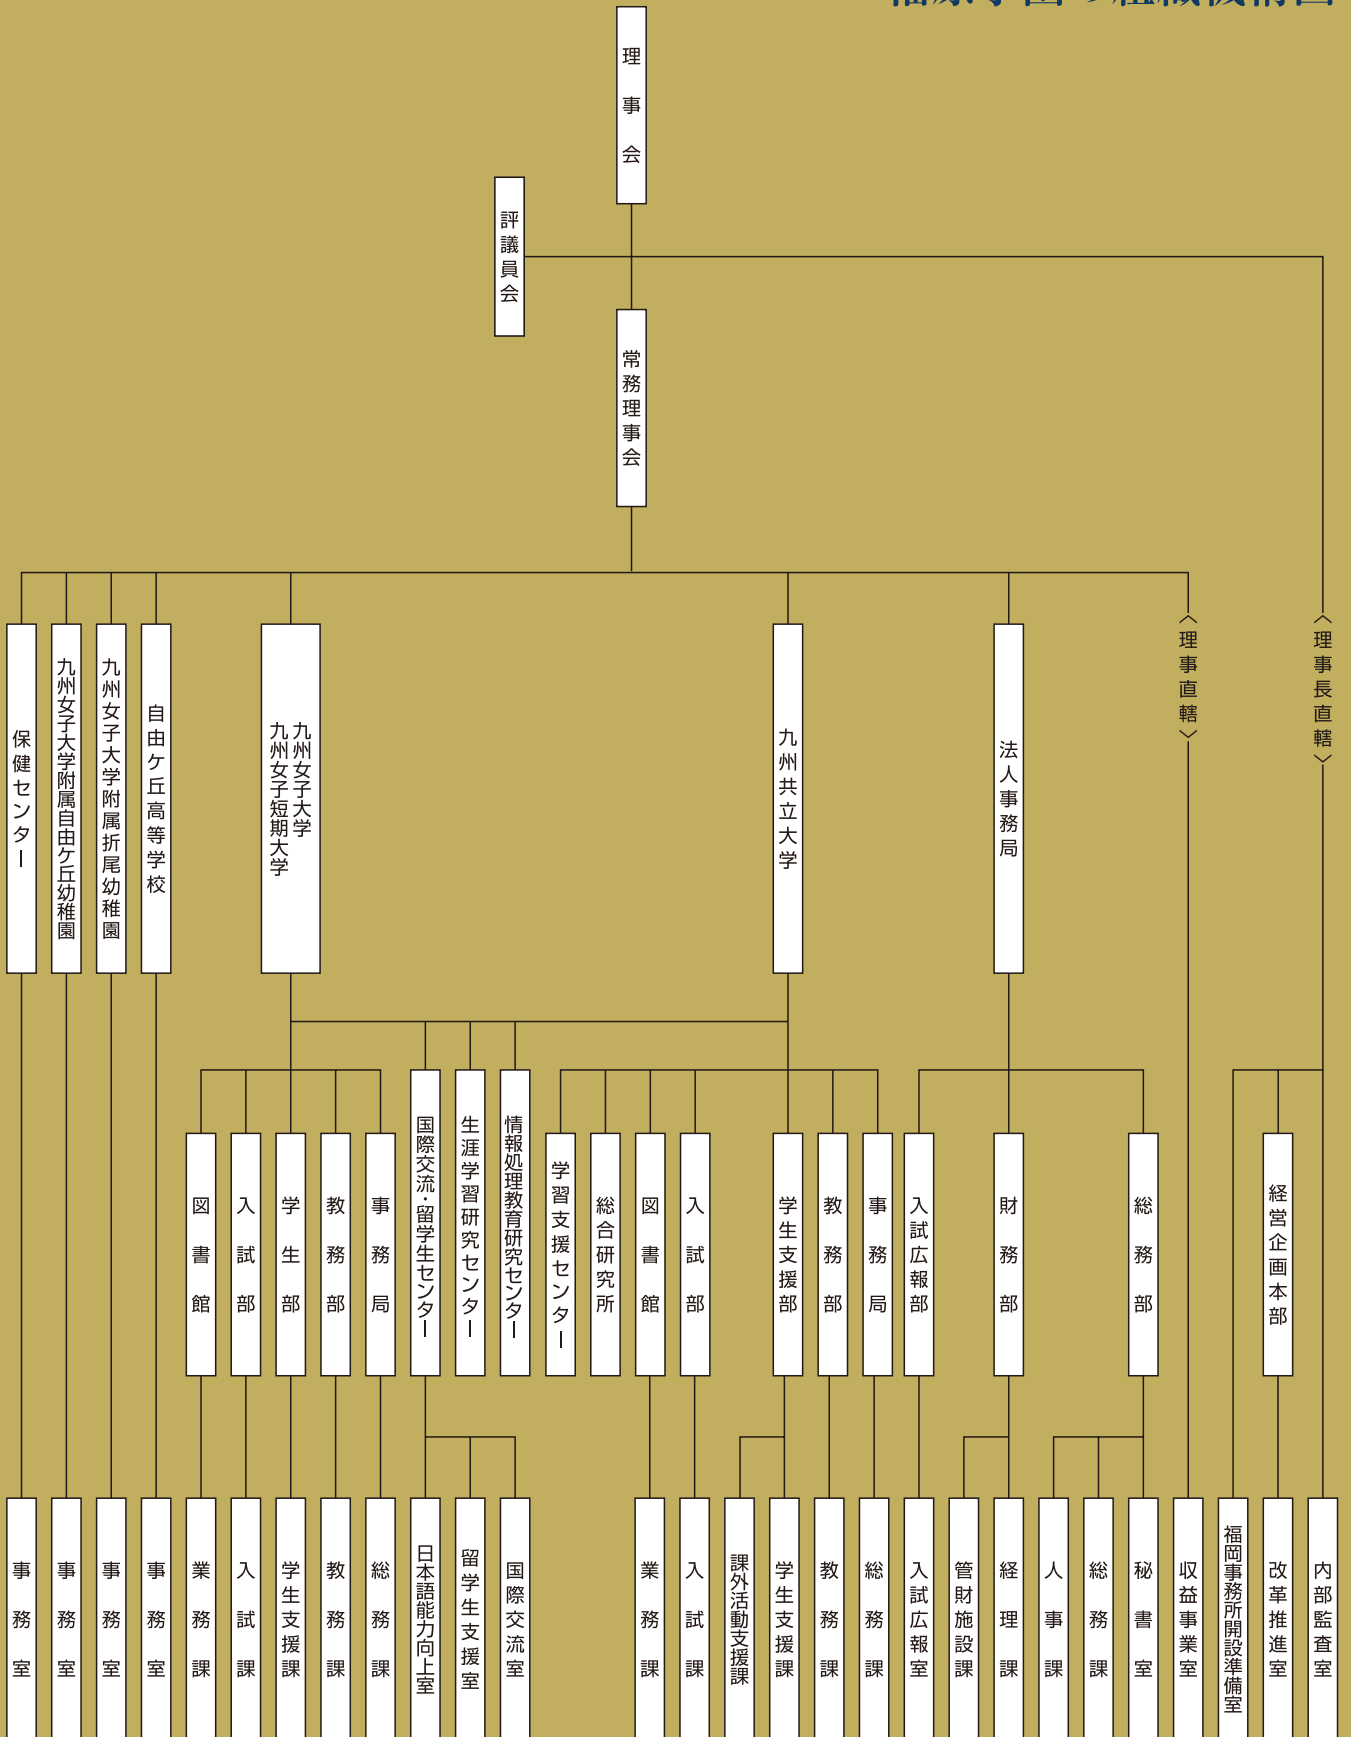 福原学園の組織機構図
理事会
評議員会
常務理事会
〈理事長直轄〉
〈理事直轄〉
法人事務局
九州共立大学
九州女子大学
九州女子短期大学
自由ケ丘高等学校
九州女子大学附属折尾幼稚園
九州女子大学附属自由ケ丘幼稚園
保健センター
経営企画本部
総務部
財務部
入試広報部
事務局
教務部
学生支援部
入試部
図書館
総合研究所
学習支援センター
情報処理教育研究センター
生涯学習研究センター
国際交流・留学生センター
事務局
教務部
学生部
入試部
図書館
内部監査室
改革推進室
福岡事務所開設準備室
収益事業室
秘書室
総務課
人事課
経理課
管財施設課
入試広報室
総務課
教務課
学生支援課
課外活動支援課
入試課
業務課
国際交流室
留学生支援室
日本語能力向上室
総務課
教務課
学生支援課
入試課
業務課
事務室
事務室
事務室
事務室